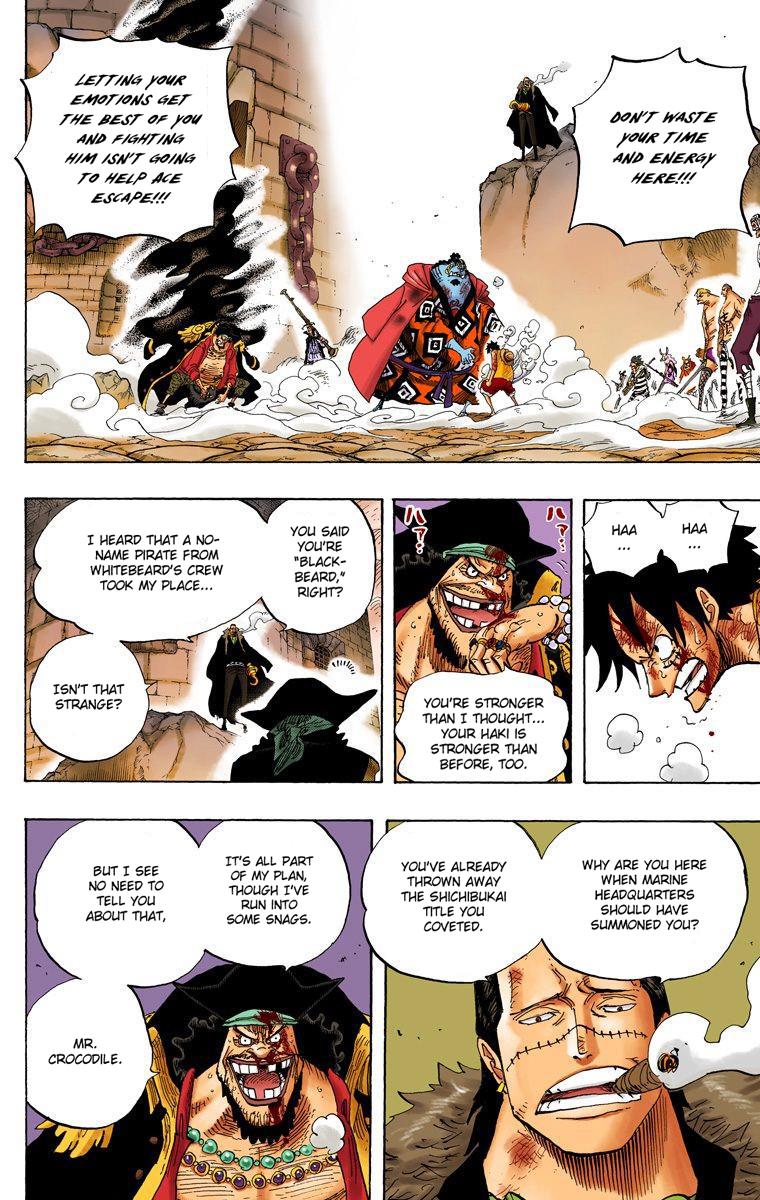 DON'T WASTE
YOUR TIME
AND ENERGY
HERE!!!
LETTING YOUR
EMOTIONS GET
THE BEST OF YOU
AND FIGHTING
HIM ISN'T GOING
TO HELP ACE
ESCAPE!!!
HAA
...
HAA
...
ハァ…
ハァ…
YOU'RE STRONGER
THAN I THOUGHT...
YOUR HAKI IS
STRONGER THAN
BEFORE, TOO.
YOU SAID
YOU'RE
"BLACK-
BEARD,"
RIGHT?
I HEARD THAT A NO-
NAME PIRATE FROM
WHITEBEARD'S CREW
TOOK MY PLACE...
ISN'T THAT
STRANGE?
WHY ARE YOU HERE
WHEN MARINE
HEADQUARTERS
SHOULD HAVE
SUMMONED YOU?
YOU'VE ALREADY
THROWN AWAY
THE SHICHIBUKAI
TITLE YOU
COVETED.
IT'S ALL PART
OF MY PLAN,
THOUGH I'VE
RUN INTO
SOME SNAGS.
BUT I SEE
NO NEED TO
TELL YOU
ABOUT THAT,
MR.
CROCODILE.